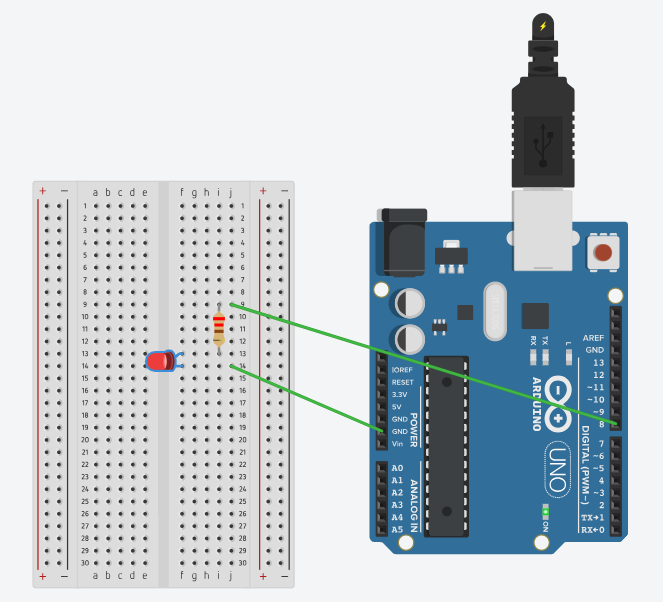 + − a b c d e f g h i j + −
1 1
2 2
3 3
4 4
5 5
6 6
7 7
8 8
9 9
10 10
11 11
12 12
13 13
14 14
15 15
16 16
17 17
18 18
19 19
20 20
21 21
22 22
23 23
24 24
25 25
26 26
27 27
28 28
29 29
30 30
+ − a b c d e f g h i j + −
IOREF
RESET
3.3V
5V
GND
GND
Vin
POWER
A0
A1
A2
A3
A4
A5
ANALOG IN
RX
TX
L
ARDUINO
UNO
ON
AREF
GND
13
12
~11
~10
~9
8
7
~6
~5
4
~3
2
TX→1
RX←0
DIGITAL (PWM~)